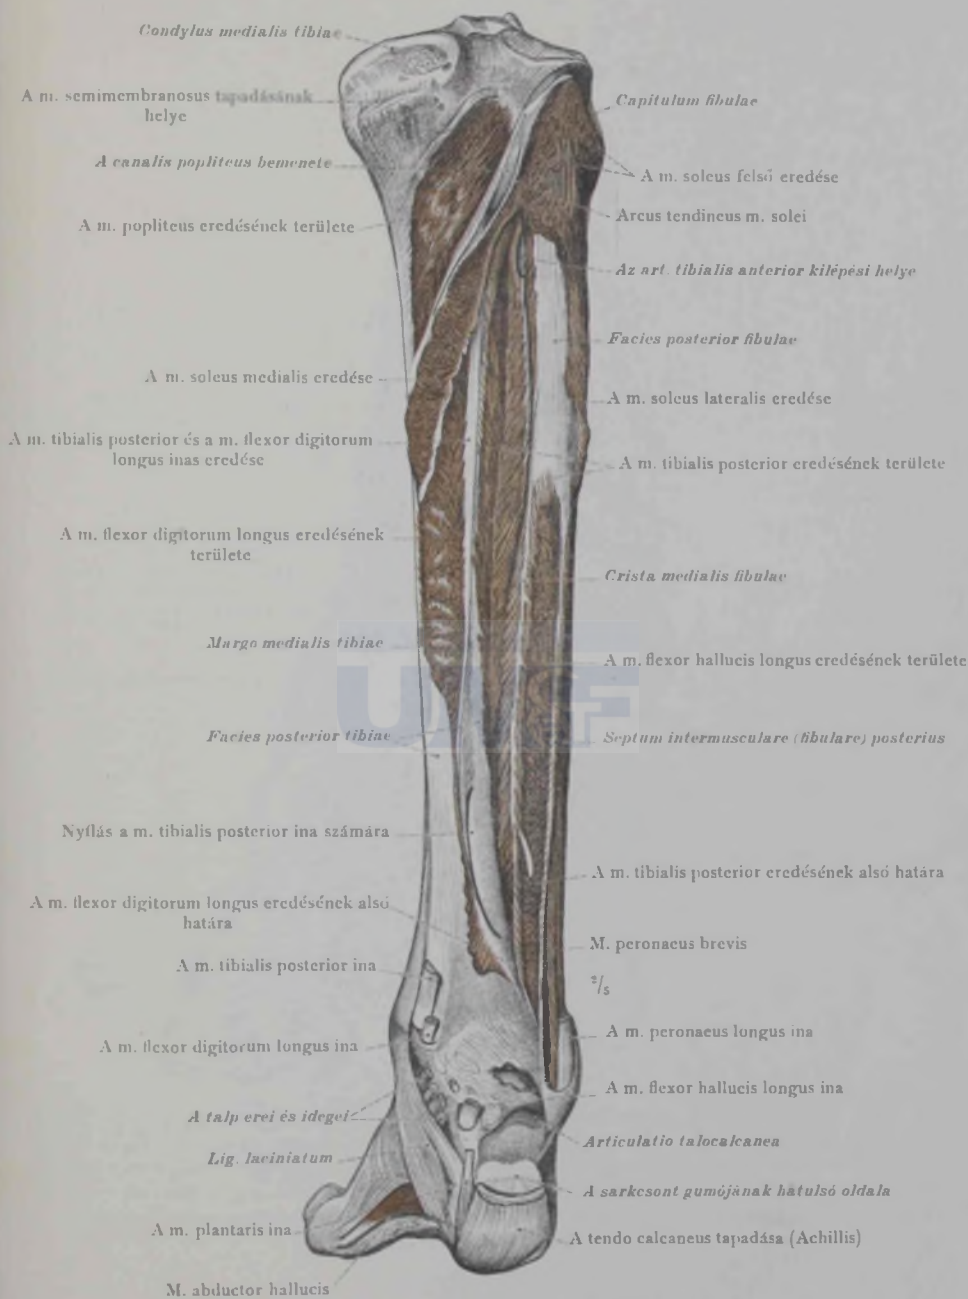 Condylus medialis tibiae
A m. semimembranosus tapadásának
helye
A canalis popliteus bemenete
A m. popliteus eredésének területe
A m. soleus medialis eredése
A m. tibialis posterior és a m. flexor digitorum
longus inas eredése
A m. flexor digitorum longus eredésének
területe
Margo medialis tibiae
Facies posterior tibiae
Nyílás a m. tibialis posterior ina számára
A m. flexor digitorum longus eredésének alsó
határa
A m. tibialis posterior ina
A m. flexor digitorum longus ina
A talp erei és idegei
Lig. laciniatum
A m. plantaris ina
M. abductor hallucis
Capitulum fibulae
A m. soleus felső eredése
Arcus tendineus m. solei
Az art. tibialis anterior kilépési helye
Facies posterior fibulae
A m. soleus lateralis eredése
A m. tibialis posterior eredésének területe
Crista medialis fibulae
A m. flexor hallucis longus eredésének területe
Septum intermusculare (fibulare) posterius
A m. tibialis posterior eredésének alsó határa
M. peronaeus brevis
2/5
A m. peronaeus longus ina
A m. flexor hallucis longus ina
Articulatio talocalcanea
A sarkcsont gumójának hatulsó oldala
A tendo calcaneus tapadása (Achillis)